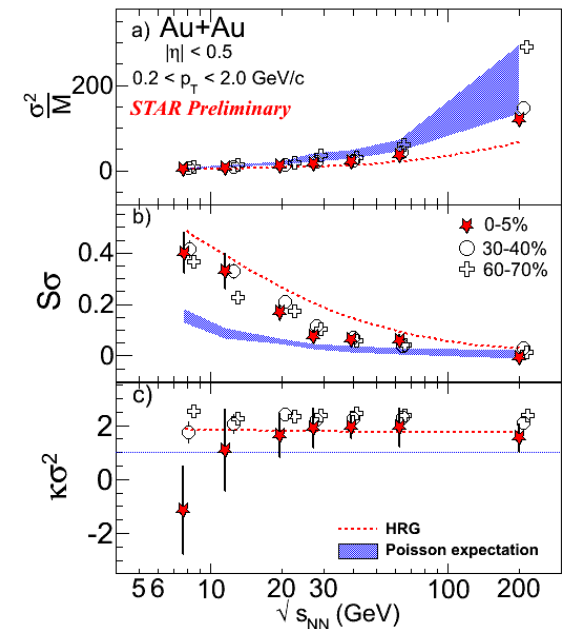 a) Au+Au
|η| < 0.5
0.2 < p_T < 2.0 GeV/c
STAR Preliminary
σ²/M
200
0
b)
0-5%
30-40%
60-70%
Sσ
0.4
0.2
0
c)
κσ²
2
0
-2
HRG
Poisson expectation
5 6 10 20 30 100 200
√s_NN (GeV)